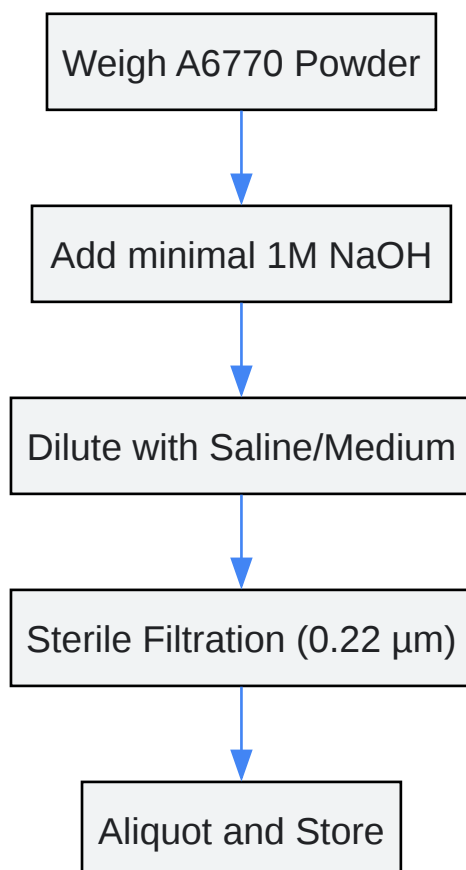 Weigh A6770 Powder
Add minimal 1M NaOH
Dilute with Saline/Medium
Sterile Filtration (0.22 µm)
Aliquot and Store